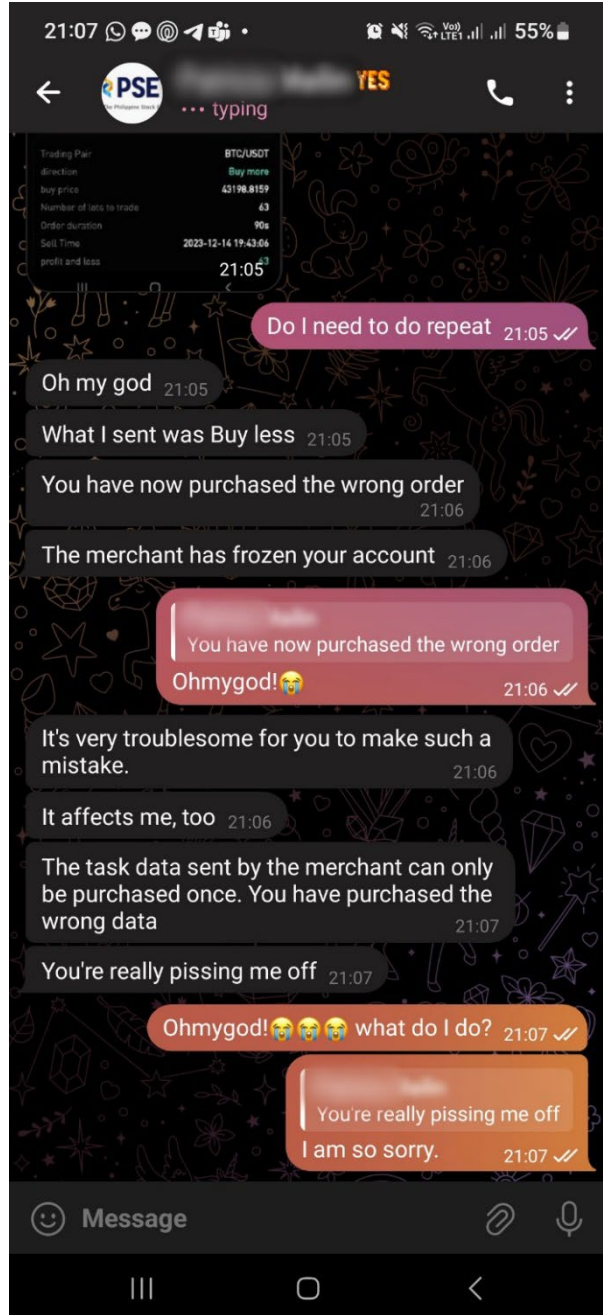 21:07
Vo))
LTE1
55%
PSE
The Philippine Stock
YES
typing
Trading Pair BTC/USDT
direction Buy more
buy price 43198.8159
Number of lots to trade 63
Order duration 90s
Sell Time 2023-12-14 19:43:06
profit and less 63
21:05
Do I need to do repeat 21:05
Oh my god 21:05
What I sent was Buy less 21:05
You have now purchased the wrong order
21:06
The merchant has frozen your account 21:06
You have now purchased the wrong order
Ohmygod!😭 21:06
It's very troublesome for you to make such a
mistake. 21:06
It affects me, too 21:06
The task data sent by the merchant can only
be purchased once. You have purchased the
wrong data 21:07
You're really pissing me off 21:07
Ohmygod!😭😭😭 what do I do? 21:07
You're really pissing me off
I am so sorry. 21:07
Message